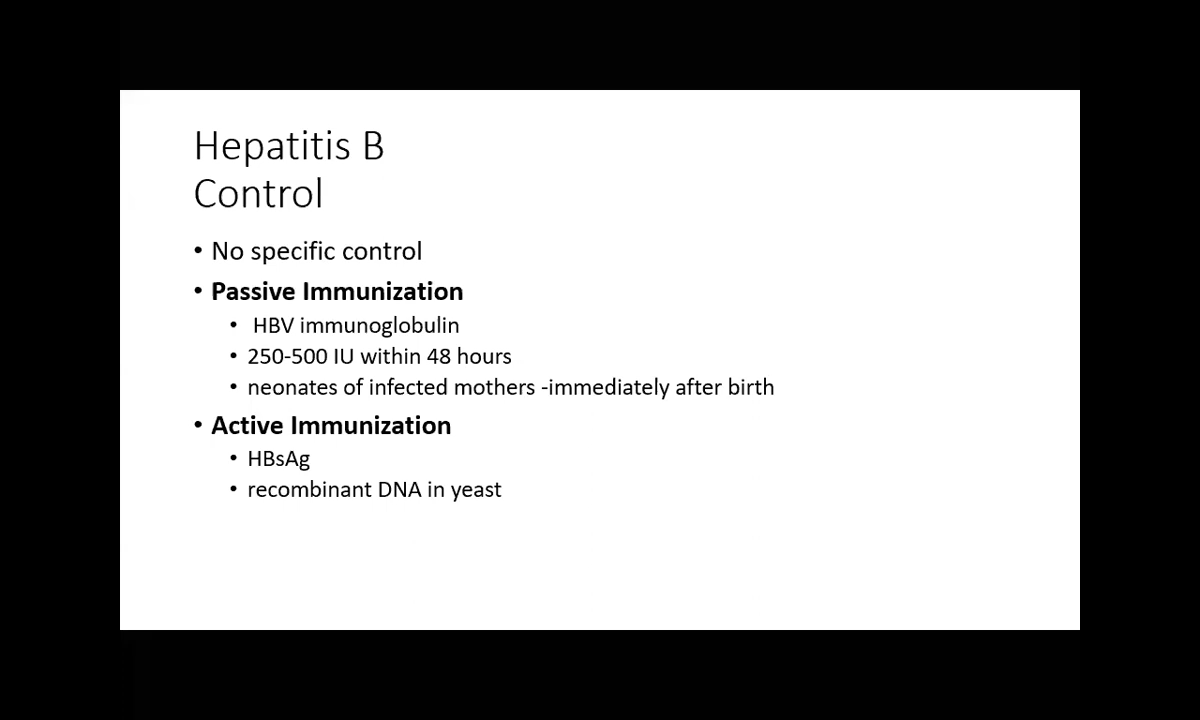 Hepatitis B
Control
• No specific control
• Passive Immunization
• HBV immunoglobulin
• 250-500 IU within 48 hours
• neonates of infected mothers -immediately after birth
• Active Immunization
• HBsAg
• recombinant DNA in yeast